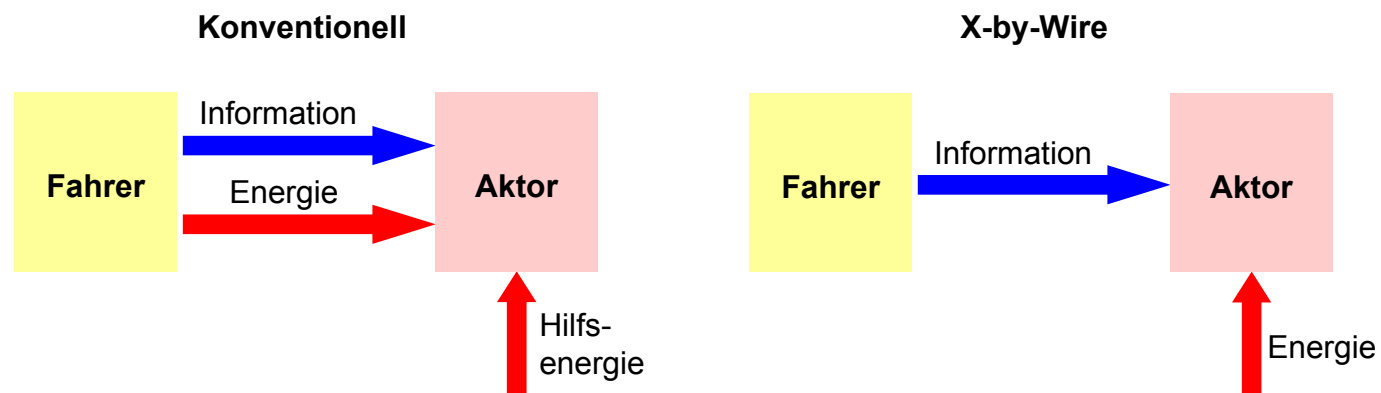 Konventionell
Fahrer
Information
Energie
Aktor
Hilfs-
energie
X-by-Wire
Fahrer
Information
Aktor
Energie